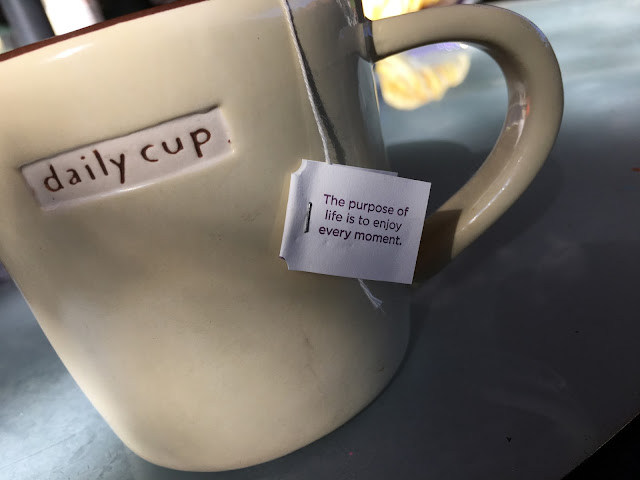 daily cup
The purpose of
life is to enjoy
every moment.